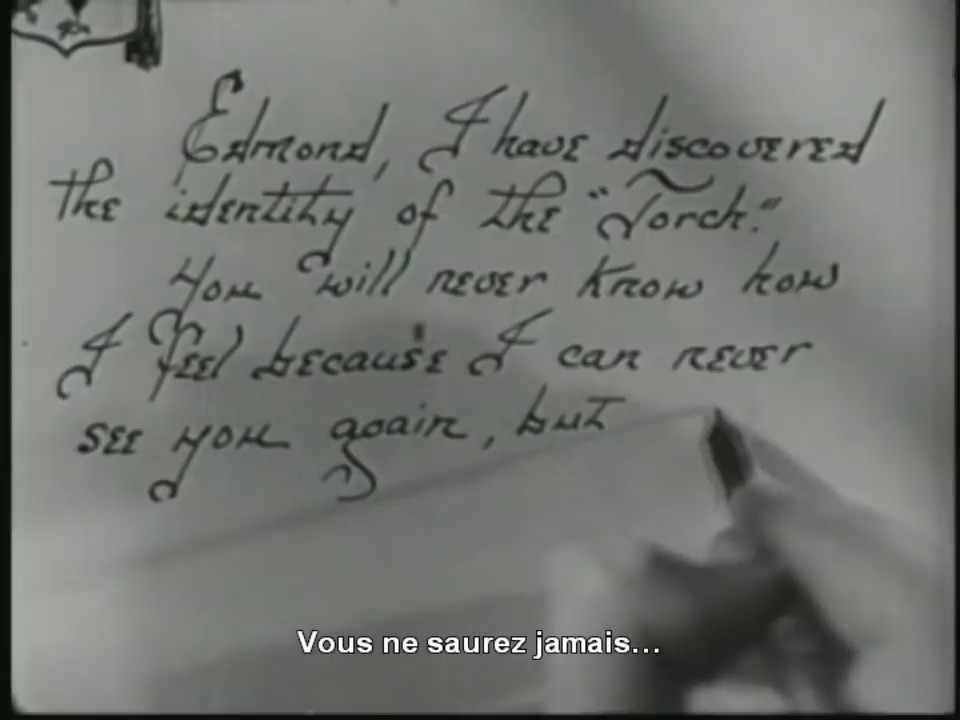 Edmond, I have discovered
the identity of the "Torch."
You will never know how
I feel because I can never
see you again, but
Vous ne saurez jamais...